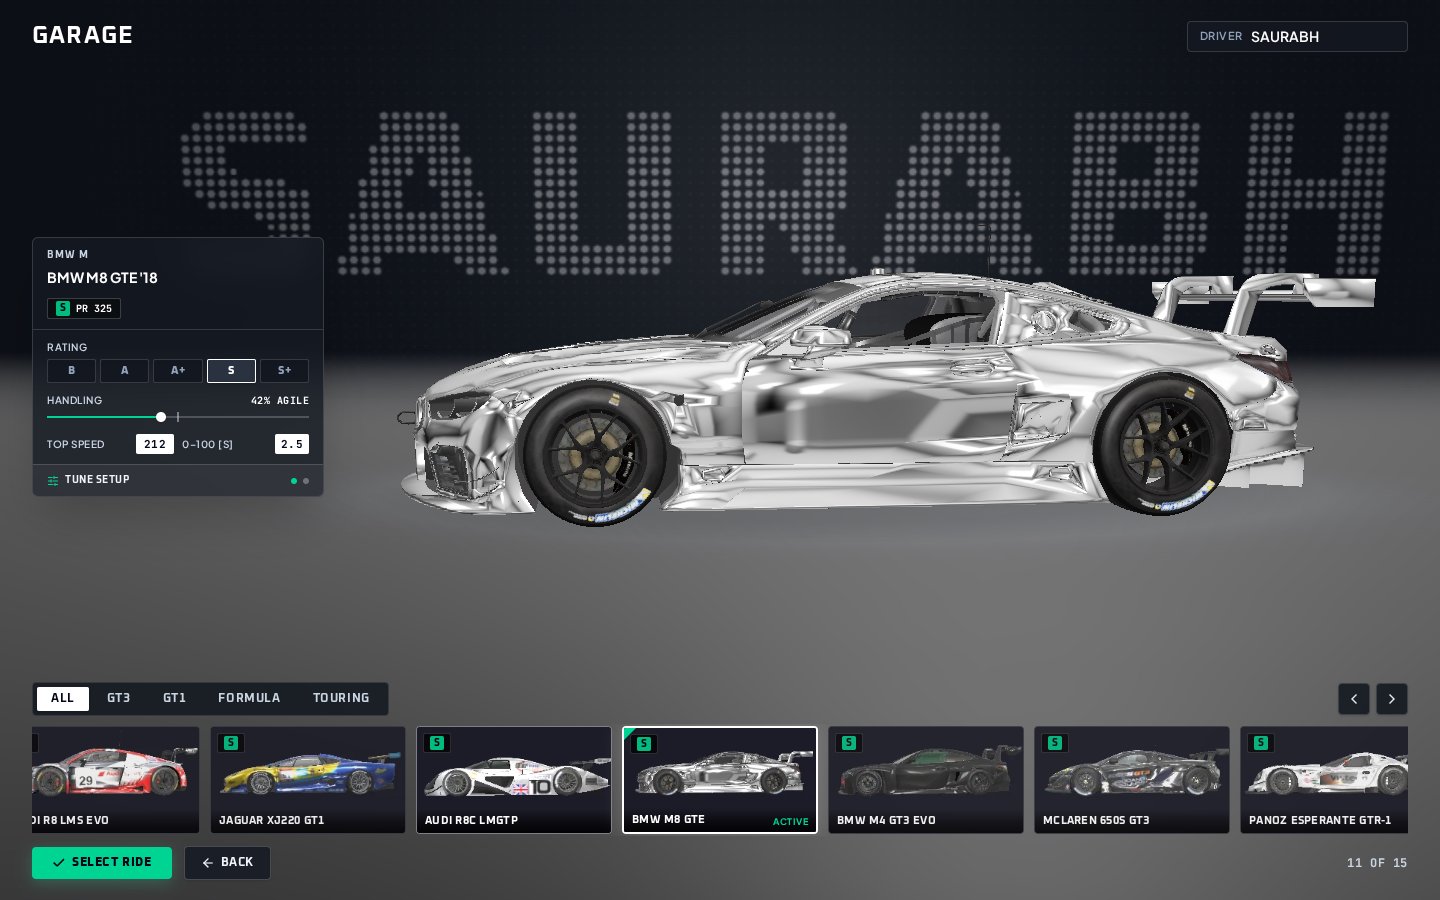 GARAGE
DRIVER SAURABH
SAURABH
BMW M
BMW M8 GTE '18
S PR 325
RATING
B A A+ S S+
HANDLING 42% AGILE
TOP SPEED 212 0-100 [S] 2.5
TUNE SETUP
ALL GT3 GT1 FORMULA TOURING
S S S S S S
29 10
DI R8 LMS EVO JAGUAR XJ220 GT1 AUDI R8C LMGTP BMW M8 GTE ACTIVE BMW M4 GT3 EVO MCLAREN 650S GT3 PANOZ ESPERANTE GTR-1
SELECT RIDE BACK 11 OF 15